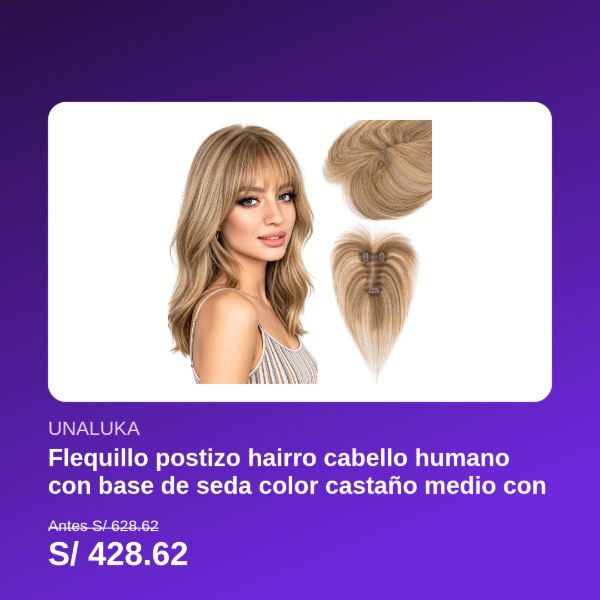 UNALUKA
Flequillo postizo hairro cabello humano
con base de seda color castaño medio con
Antes S/ 628.62
S/ 428.62